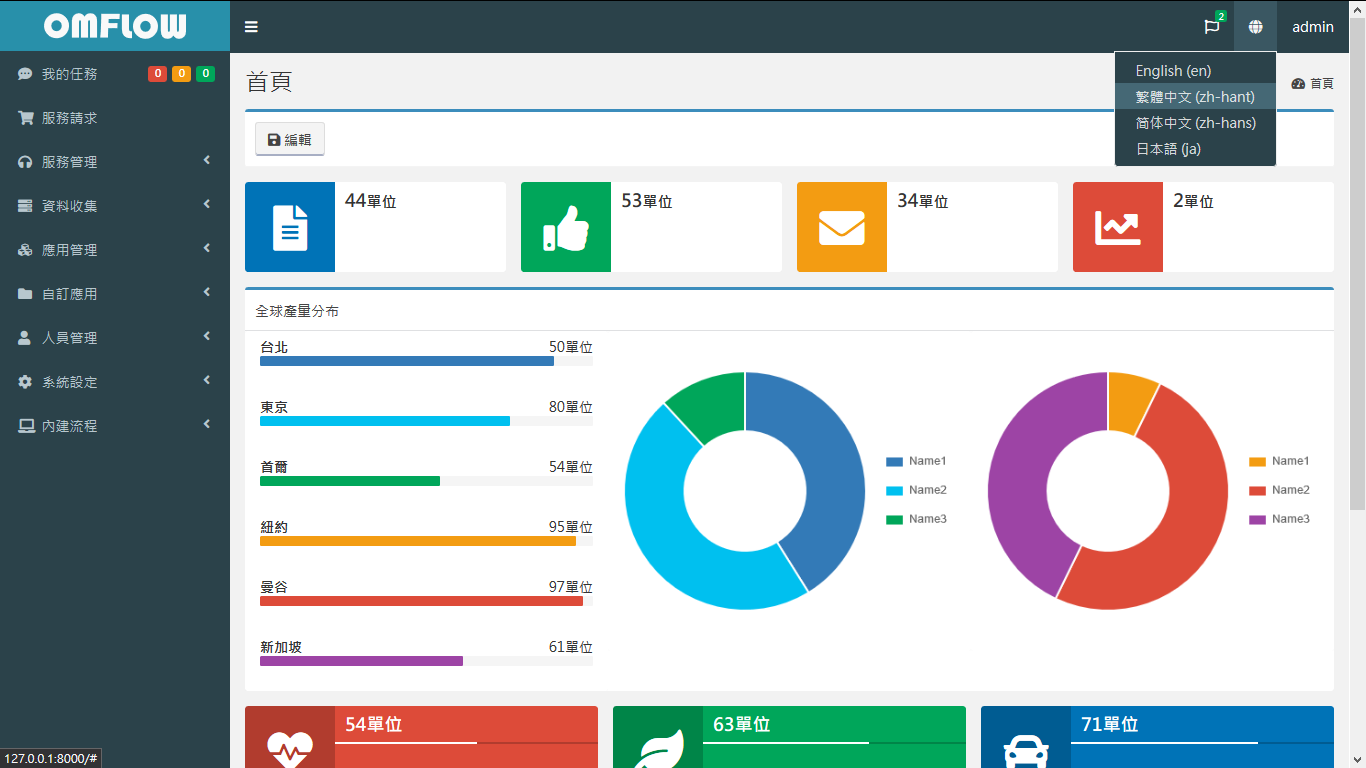 OMFLOW
2
admin
English (en)
繁體中文 (zh-hant)
简体中文 (zh-hans)
日本語 (ja)
我的任務 0 0 0
服務請求
服務管理
資料收集
應用管理
自訂應用
人員管理
系統設定
內建流程
首頁
首頁
編輯
44單位
53單位
34單位
2單位
全球產量分布
台北 50單位
東京 80單位
首爾 54單位
紐約 95單位
曼谷 97單位
新加坡 61單位
Name1
Name2
Name3
Name1
Name2
Name3
54單位
63單位
71單位
127.0.0.1:8000/#